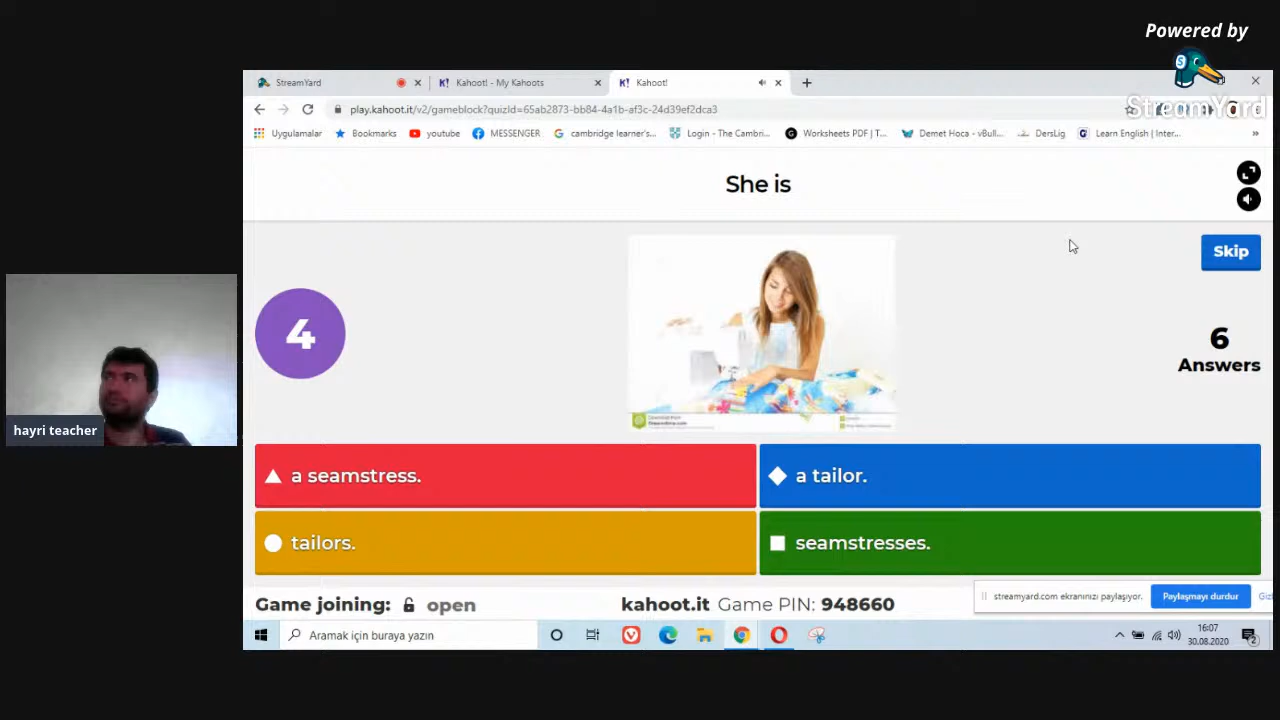 Powered by
StreamYard
StreamYard
Kahoot! - My Kahoots
Kahoot!
play.kahoot.it/v2/gameblock?quizId=65ab2873-bb84-4a1b-af3c-24d39ef2dca3
Uygulamalar
Bookmarks
youtube
MESSENGER
cambridge learner's...
Login - The Cambri...
Worksheets PDF | T...
Demet Hoca - vBull...
DersLig
Learn English | Inter...
She is
Skip
4
6
Answers
hayri teacher
a seamstress.
a tailor.
tailors.
seamstresses.
Game joining: open
kahoot.it Game PIN: 948660
streamyard.com ekranınızı paylaşıyor.
Paylaşmayı durdur
Aramak için buraya yazın
16:07
30.08.2020
2